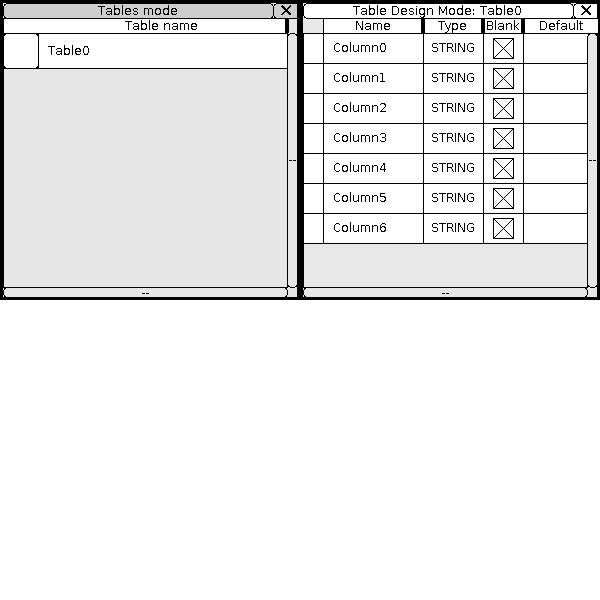 Tables mode
Table name
Table0
--
--
Table Design Mode: Table0
Name Type Blank Default
Column0 STRING
Column1 STRING
Column2 STRING
Column3 STRING
Column4 STRING
Column5 STRING
Column6 STRING
--
--